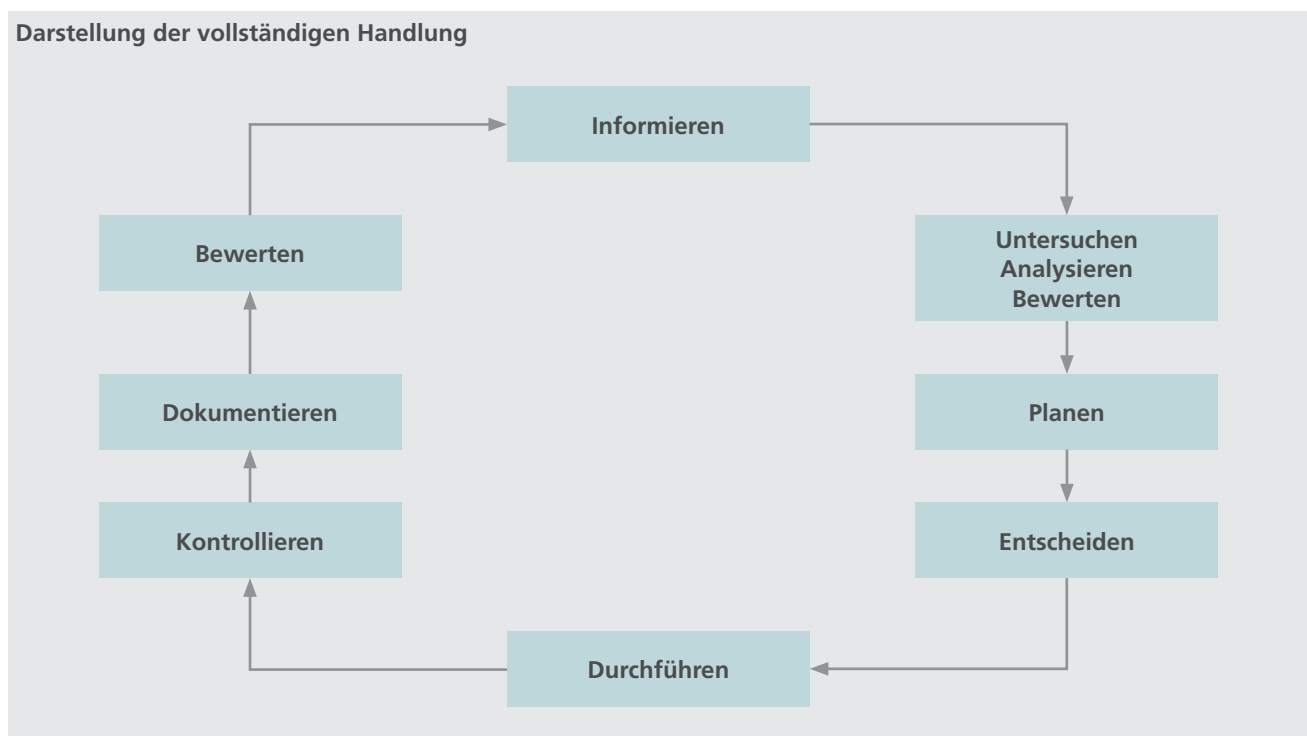 Darstellung der vollständigen Handlung
Informieren
Untersuchen
Analysieren
Bewerten
Planen
Entscheiden
Durchführen
Kontrollieren
Dokumentieren
Bewerten